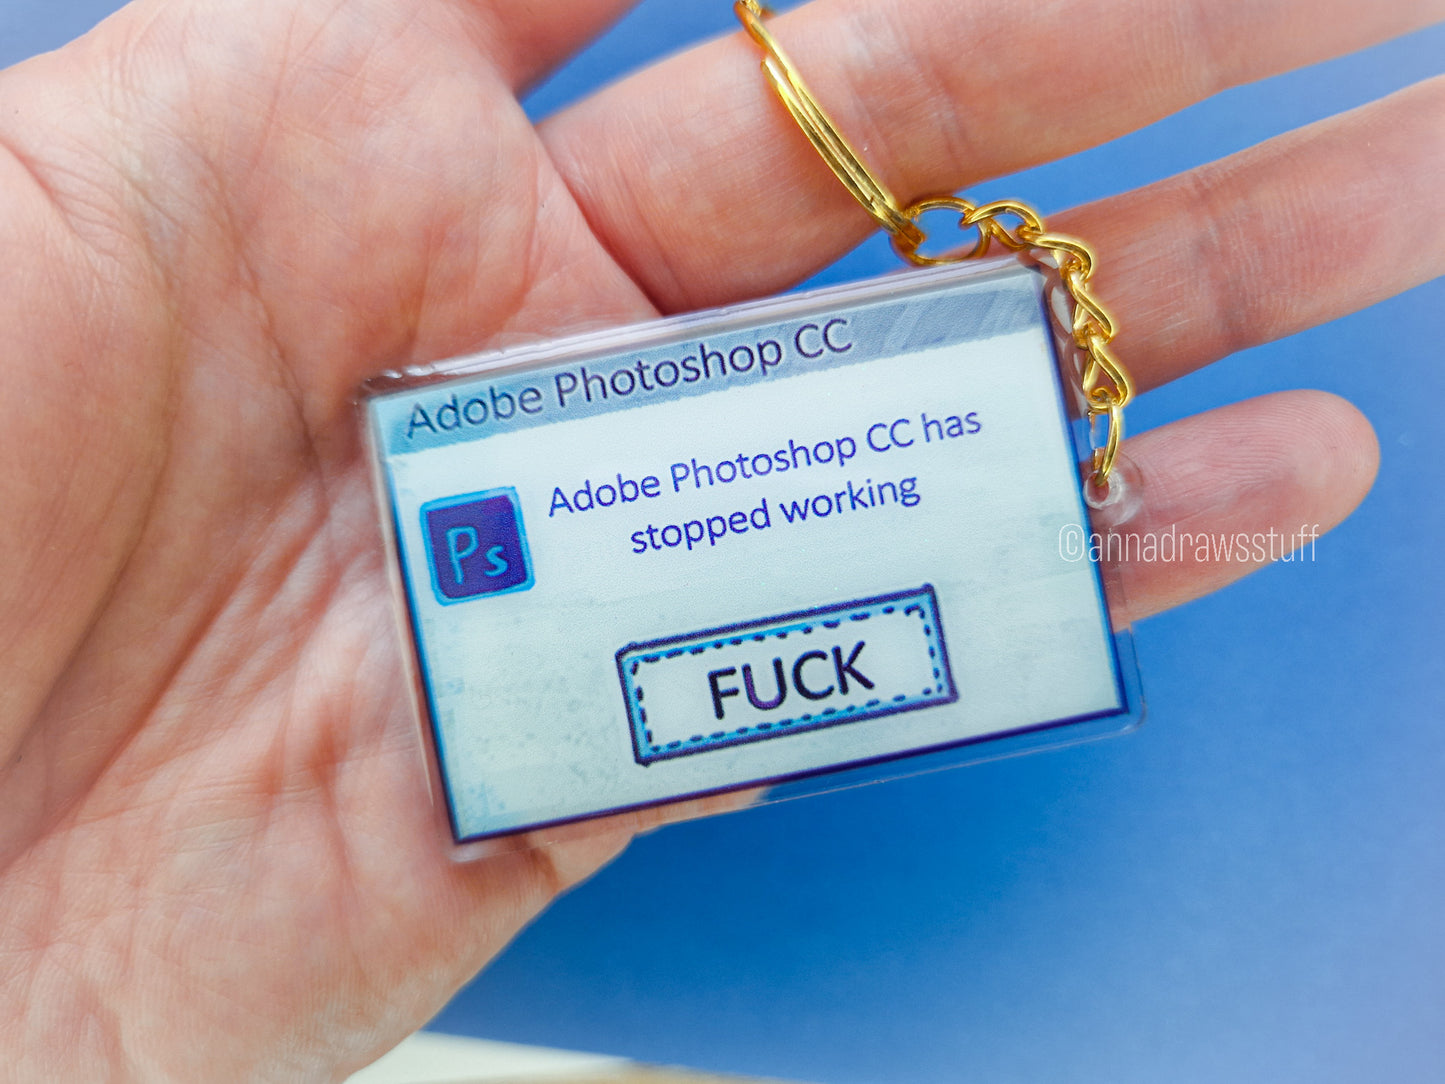 Adobe Photoshop CC
Adobe Photoshop CC has
stopped working
Ps
FUCK
©annadrawsstuff